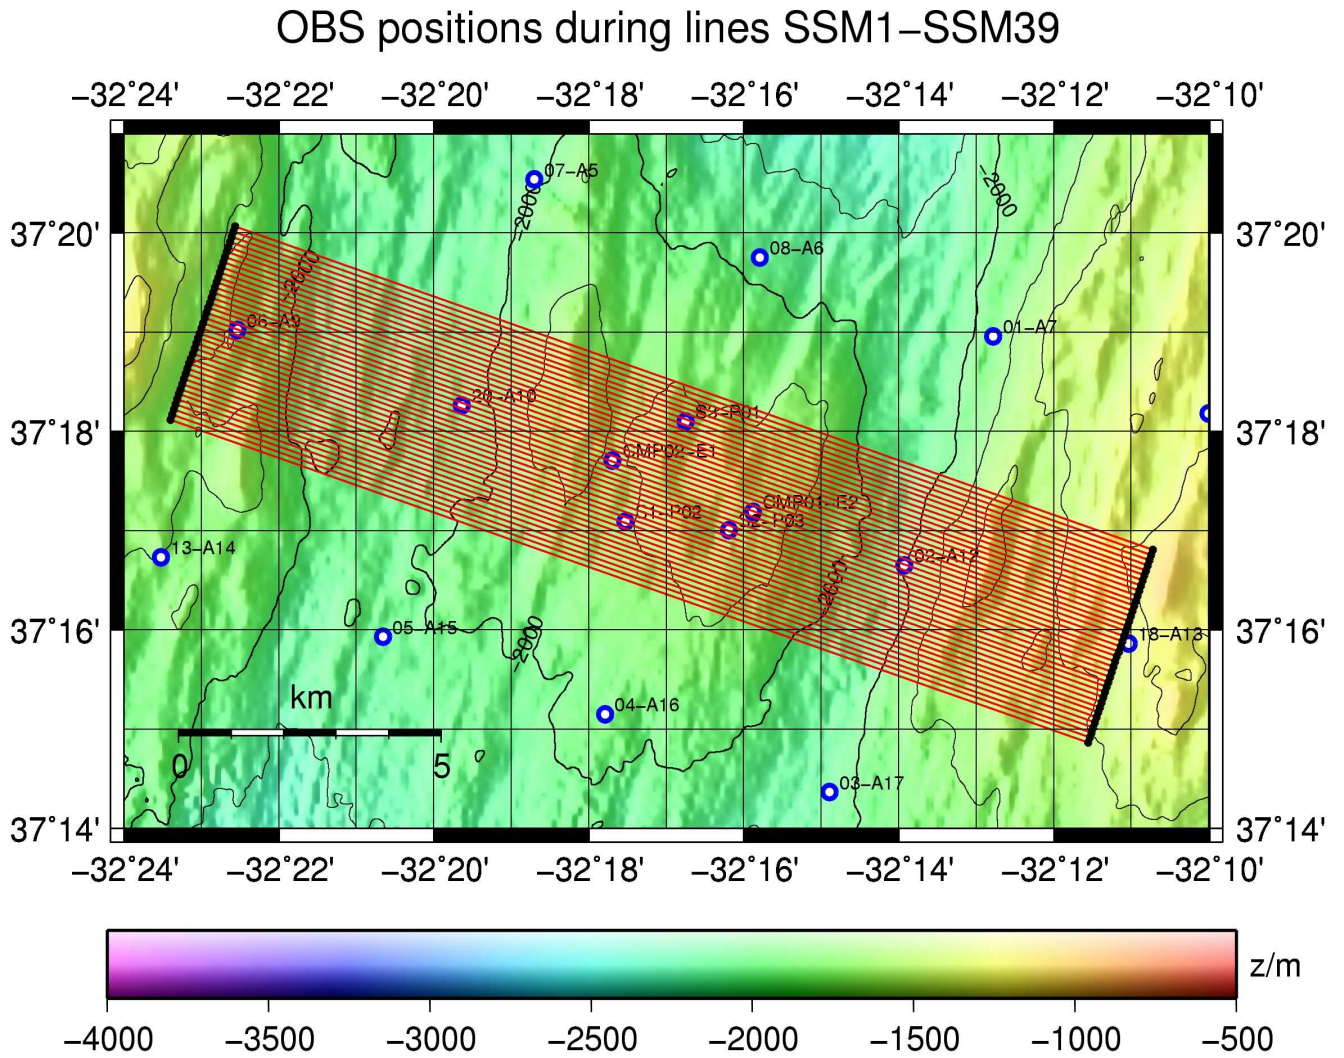 OBS positions during lines SSM1−SSM39
−32˚24' −32˚22' −32˚20' −32˚18' −32˚16' −32˚14' −32˚12' −32˚10'
07−A5
−2000
−2000
37˚20' 37˚20'
08−A6
−2000
06−A9
01−A7
20−A10
S3−P01
37˚18' 37˚18'
CMP02−E1
CMP01−E2
S1−P02
S2−P03
13−A14
02−A12
−2000
05−A15
−2000
37˚16' 37˚16'
18−A13
km
04−A16
0 5
03−A17
37˚14' 37˚14'
−32˚24' −32˚22' −32˚20' −32˚18' −32˚16' −32˚14' −32˚12' −32˚10'
z/m
−4000 −3500 −3000 −2500 −2000 −1500 −1000 −500